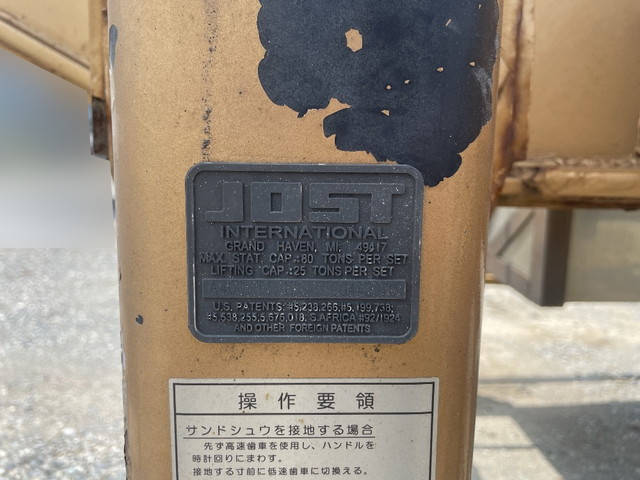 JOST
INTERNATIONAL
GRAND HAVEN, MI. 49417
MAX. STAT. CAP.:80 TONS PER SET
LIFTING CAP.:25 TONS PER SET
U.S. PATENTS: #5,238,266,#5,199,738,
#5,538,255,5,676,018, S.AFRICA #92/1924
AND OTHER FOREIGN PATENTS
操作要領
サンドシュウを接地する場合
先ず高速歯車を使用し、ハンドルを
時計回りにまわす。
接地する寸前に低速歯車に切換える。